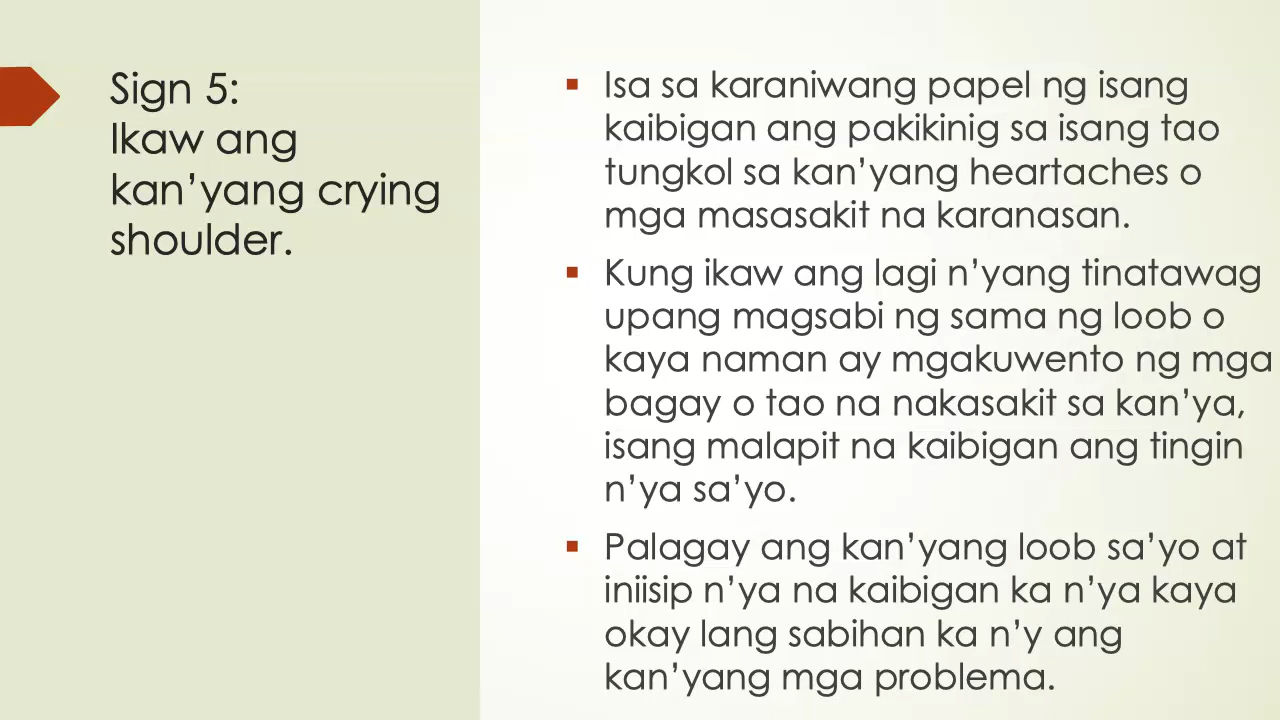 Sign 5:
Ikaw ang
kan’yang crying
shoulder.
▪ Isa sa karaniwang papel ng isang
kaibigan ang pakikinig sa isang tao
tungkol sa kan’yang heartaches o
mga masasakit na karanasan.
▪ Kung ikaw ang lagi n’yang tinatawag
upang magsabi ng sama ng loob o
kaya naman ay mgakuwento ng mga
bagay o tao na nakasakit sa kan’ya,
isang malapit na kaibigan ang tingin
n’ya sa’yo.
▪ Palagay ang kan’yang loob sa’yo at
iniisip n’ya na kaibigan ka n’ya kaya
okay lang sabihan ka n’y ang
kan’yang mga problema.